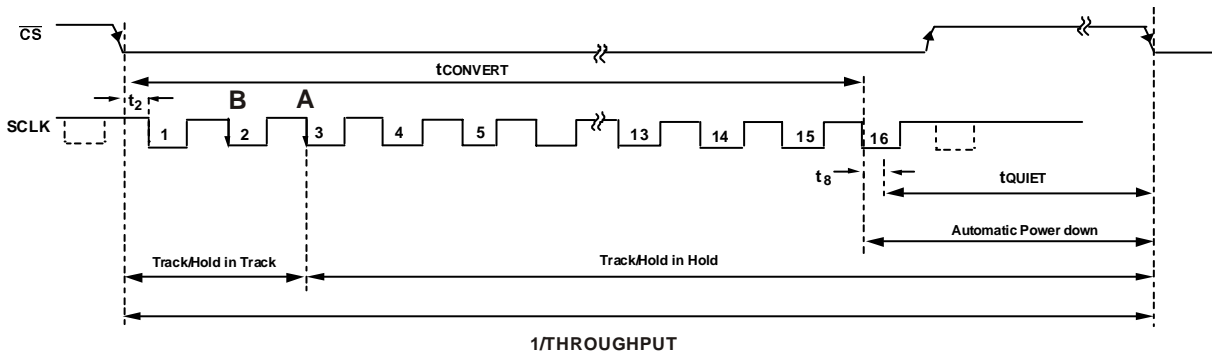 CS
tCONVERT
t2
B
A
SCLK
1 2 3 4 5 13 14 15 16
t8
tQUIET
Automatic Power down
Track/Hold in Track
Track/Hold in Hold
1/THROUGHPUT